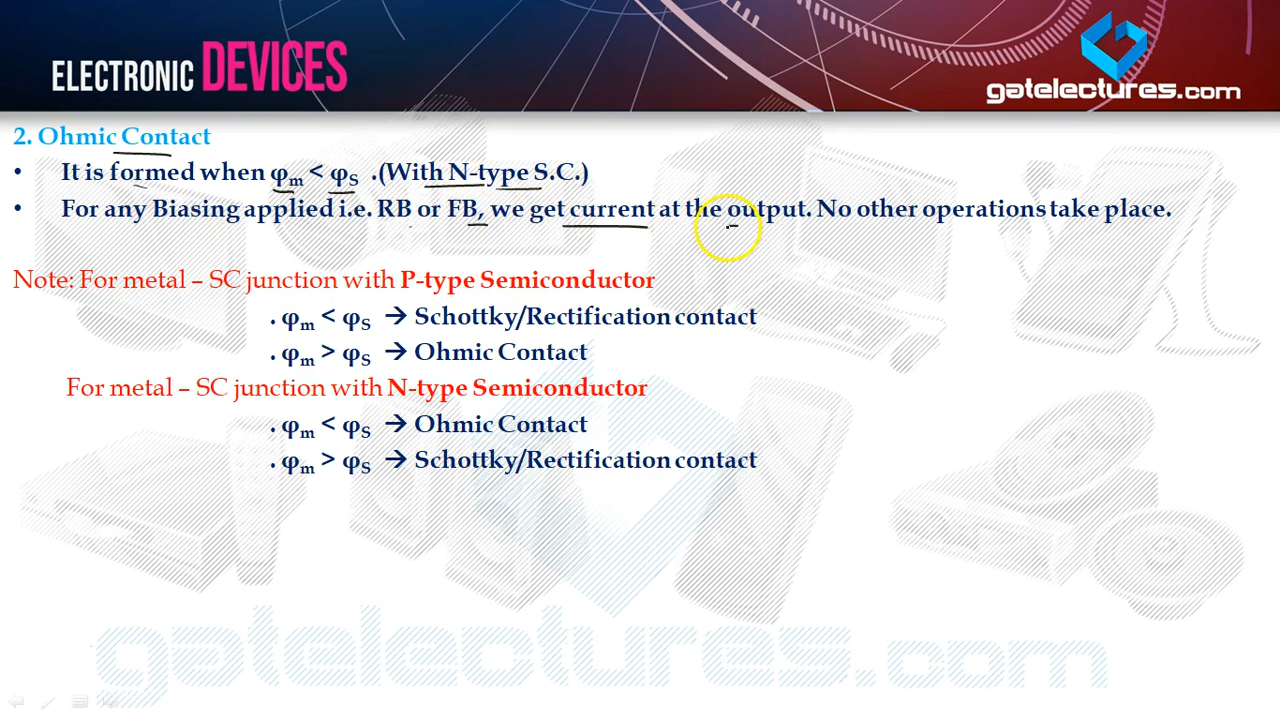 ELECTRONIC DEVICES
gatelectures.com
2. Ohmic Contact
• It is formed when φm < φS .(With N-type S.C.)
• For any Biasing applied i.e. RB or FB, we get current at the output. No other operations take place.
Note: For metal – SC junction with P-type Semiconductor
. φm < φS → Schottky/Rectification contact
. φm > φS → Ohmic Contact
For metal – SC junction with N-type Semiconductor
. φm < φS → Ohmic Contact
. φm > φS → Schottky/Rectification contact
gatelectures.com